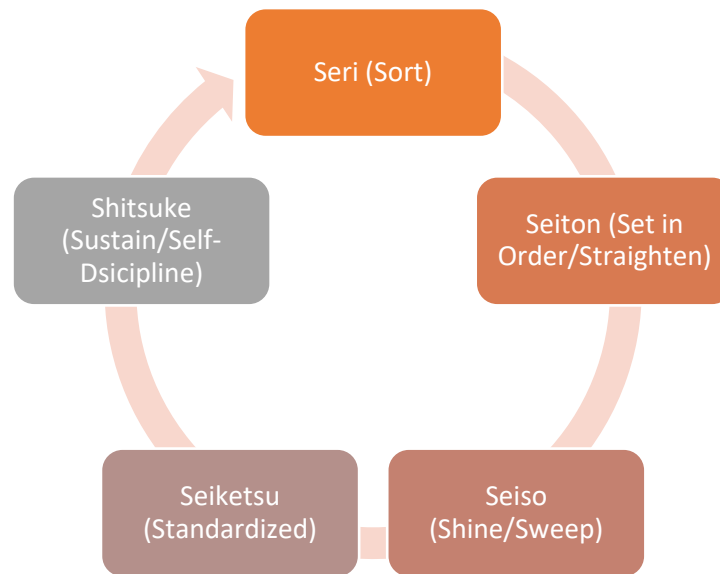 Seri (Sort)
Seiton (Set in
Order/Straighten)
Seiso
(Shine/Sweep)
Seiketsu
(Standardized)
Shitsuke
(Sustain/Self-
Dsicipline)